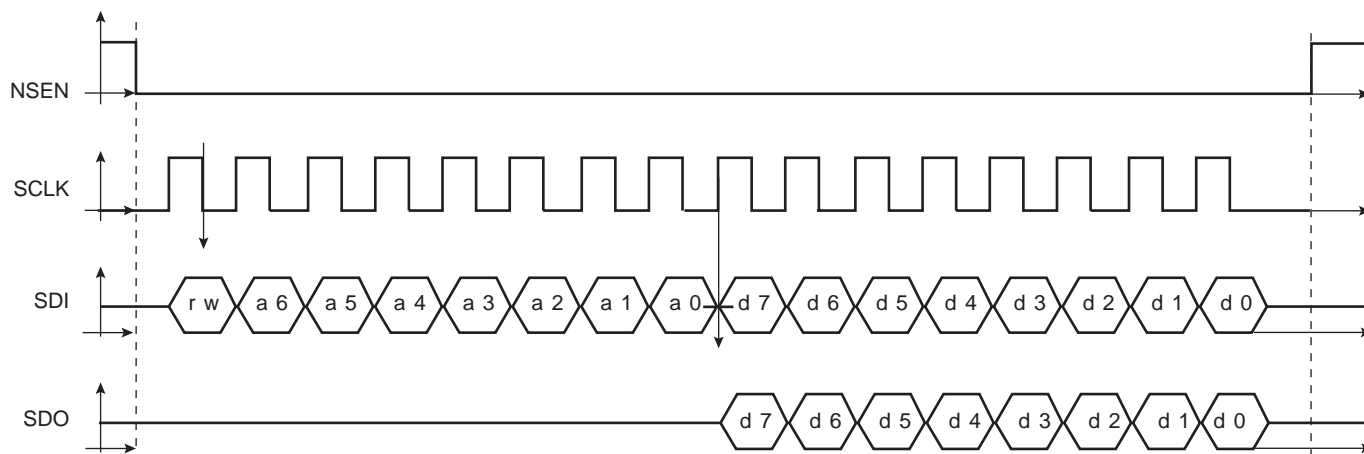 NSEN
SCLK
SDI r w a 6 a 5 a 4 a 3 a 2 a 1 a 0 d 7 d 6 d 5 d 4 d 3 d 2 d 1 d 0
SDO d 7 d 6 d 5 d 4 d 3 d 2 d 1 d 0